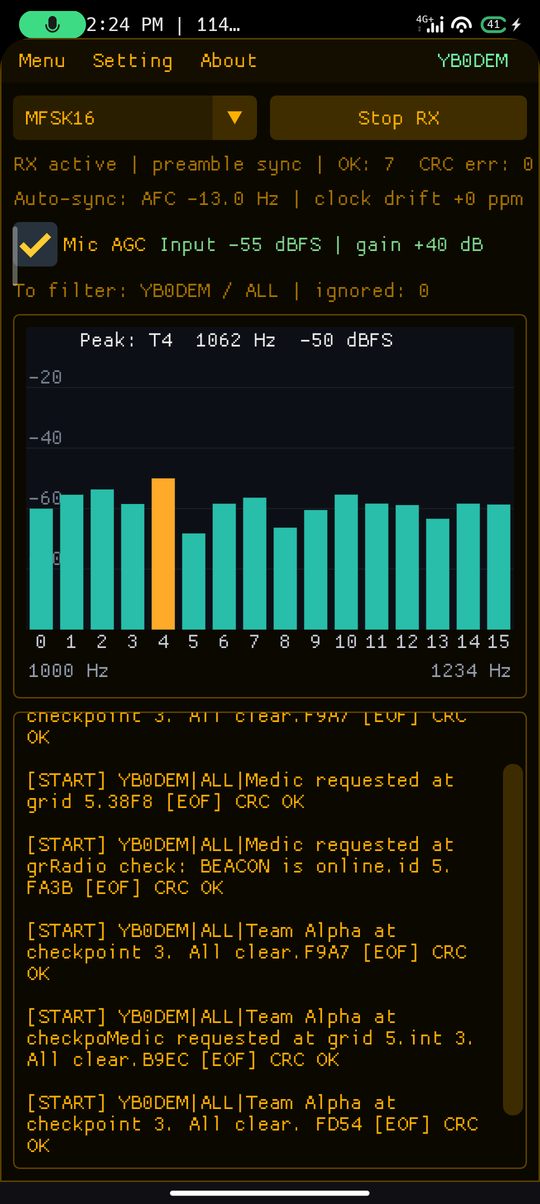 2:24 PM | 114…
4G+
41
Menu Setting About YB0DEM
MFSK16 ▼ Stop RX
RX active | preamble sync | OK: 7 CRC err: 0
Auto-sync: AFC -13.0 Hz | clock drift +0 ppm
Mic AGC Input -55 dBFS | gain +40 dB
To filter: YB0DEM / ALL | ignored: 0
Peak: T4 1062 Hz -50 dBFS
-20
-40
-60
0
0 1 2 3 4 5 6 7 8 9 10 11 12 13 14 15
1000 Hz 1234 Hz
checkpoint 3. All clear.F9A7 [EOF] CRC
OK
[START] YB0DEM|ALL|Medic requested at
grid 5.38F8 [EOF] CRC OK
[START] YB0DEM|ALL|Medic requested at
grRadio check: BEACON is online.id 5.
FA3B [EOF] CRC OK
[START] YB0DEM|ALL|Team Alpha at
checkpoint 3. All clear.F9A7 [EOF] CRC
OK
[START] YB0DEM|ALL|Team Alpha at
checkpoMedic requested at grid 5.int 3.
All clear.B9EC [EOF] CRC OK
[START] YB0DEM|ALL|Team Alpha at
checkpoint 3. All clear. FD54 [EOF] CRC
OK